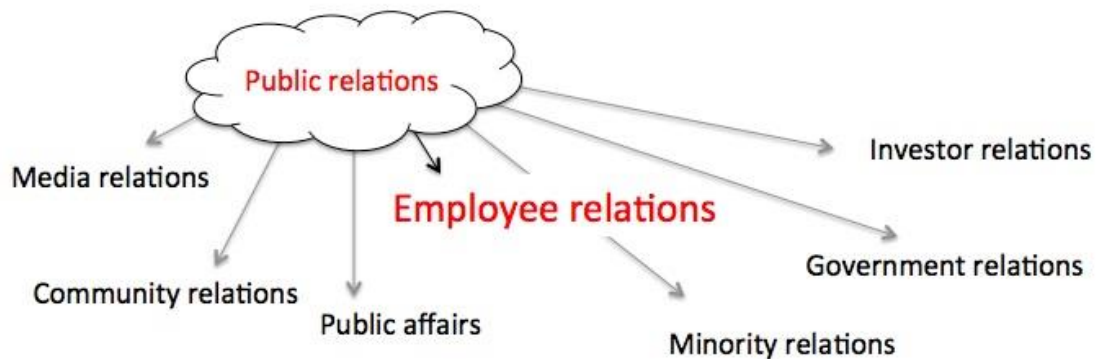 Public relations
Investor relations
Media relations
Employee relations
Government relations
Community relations
Public affairs
Minority relations